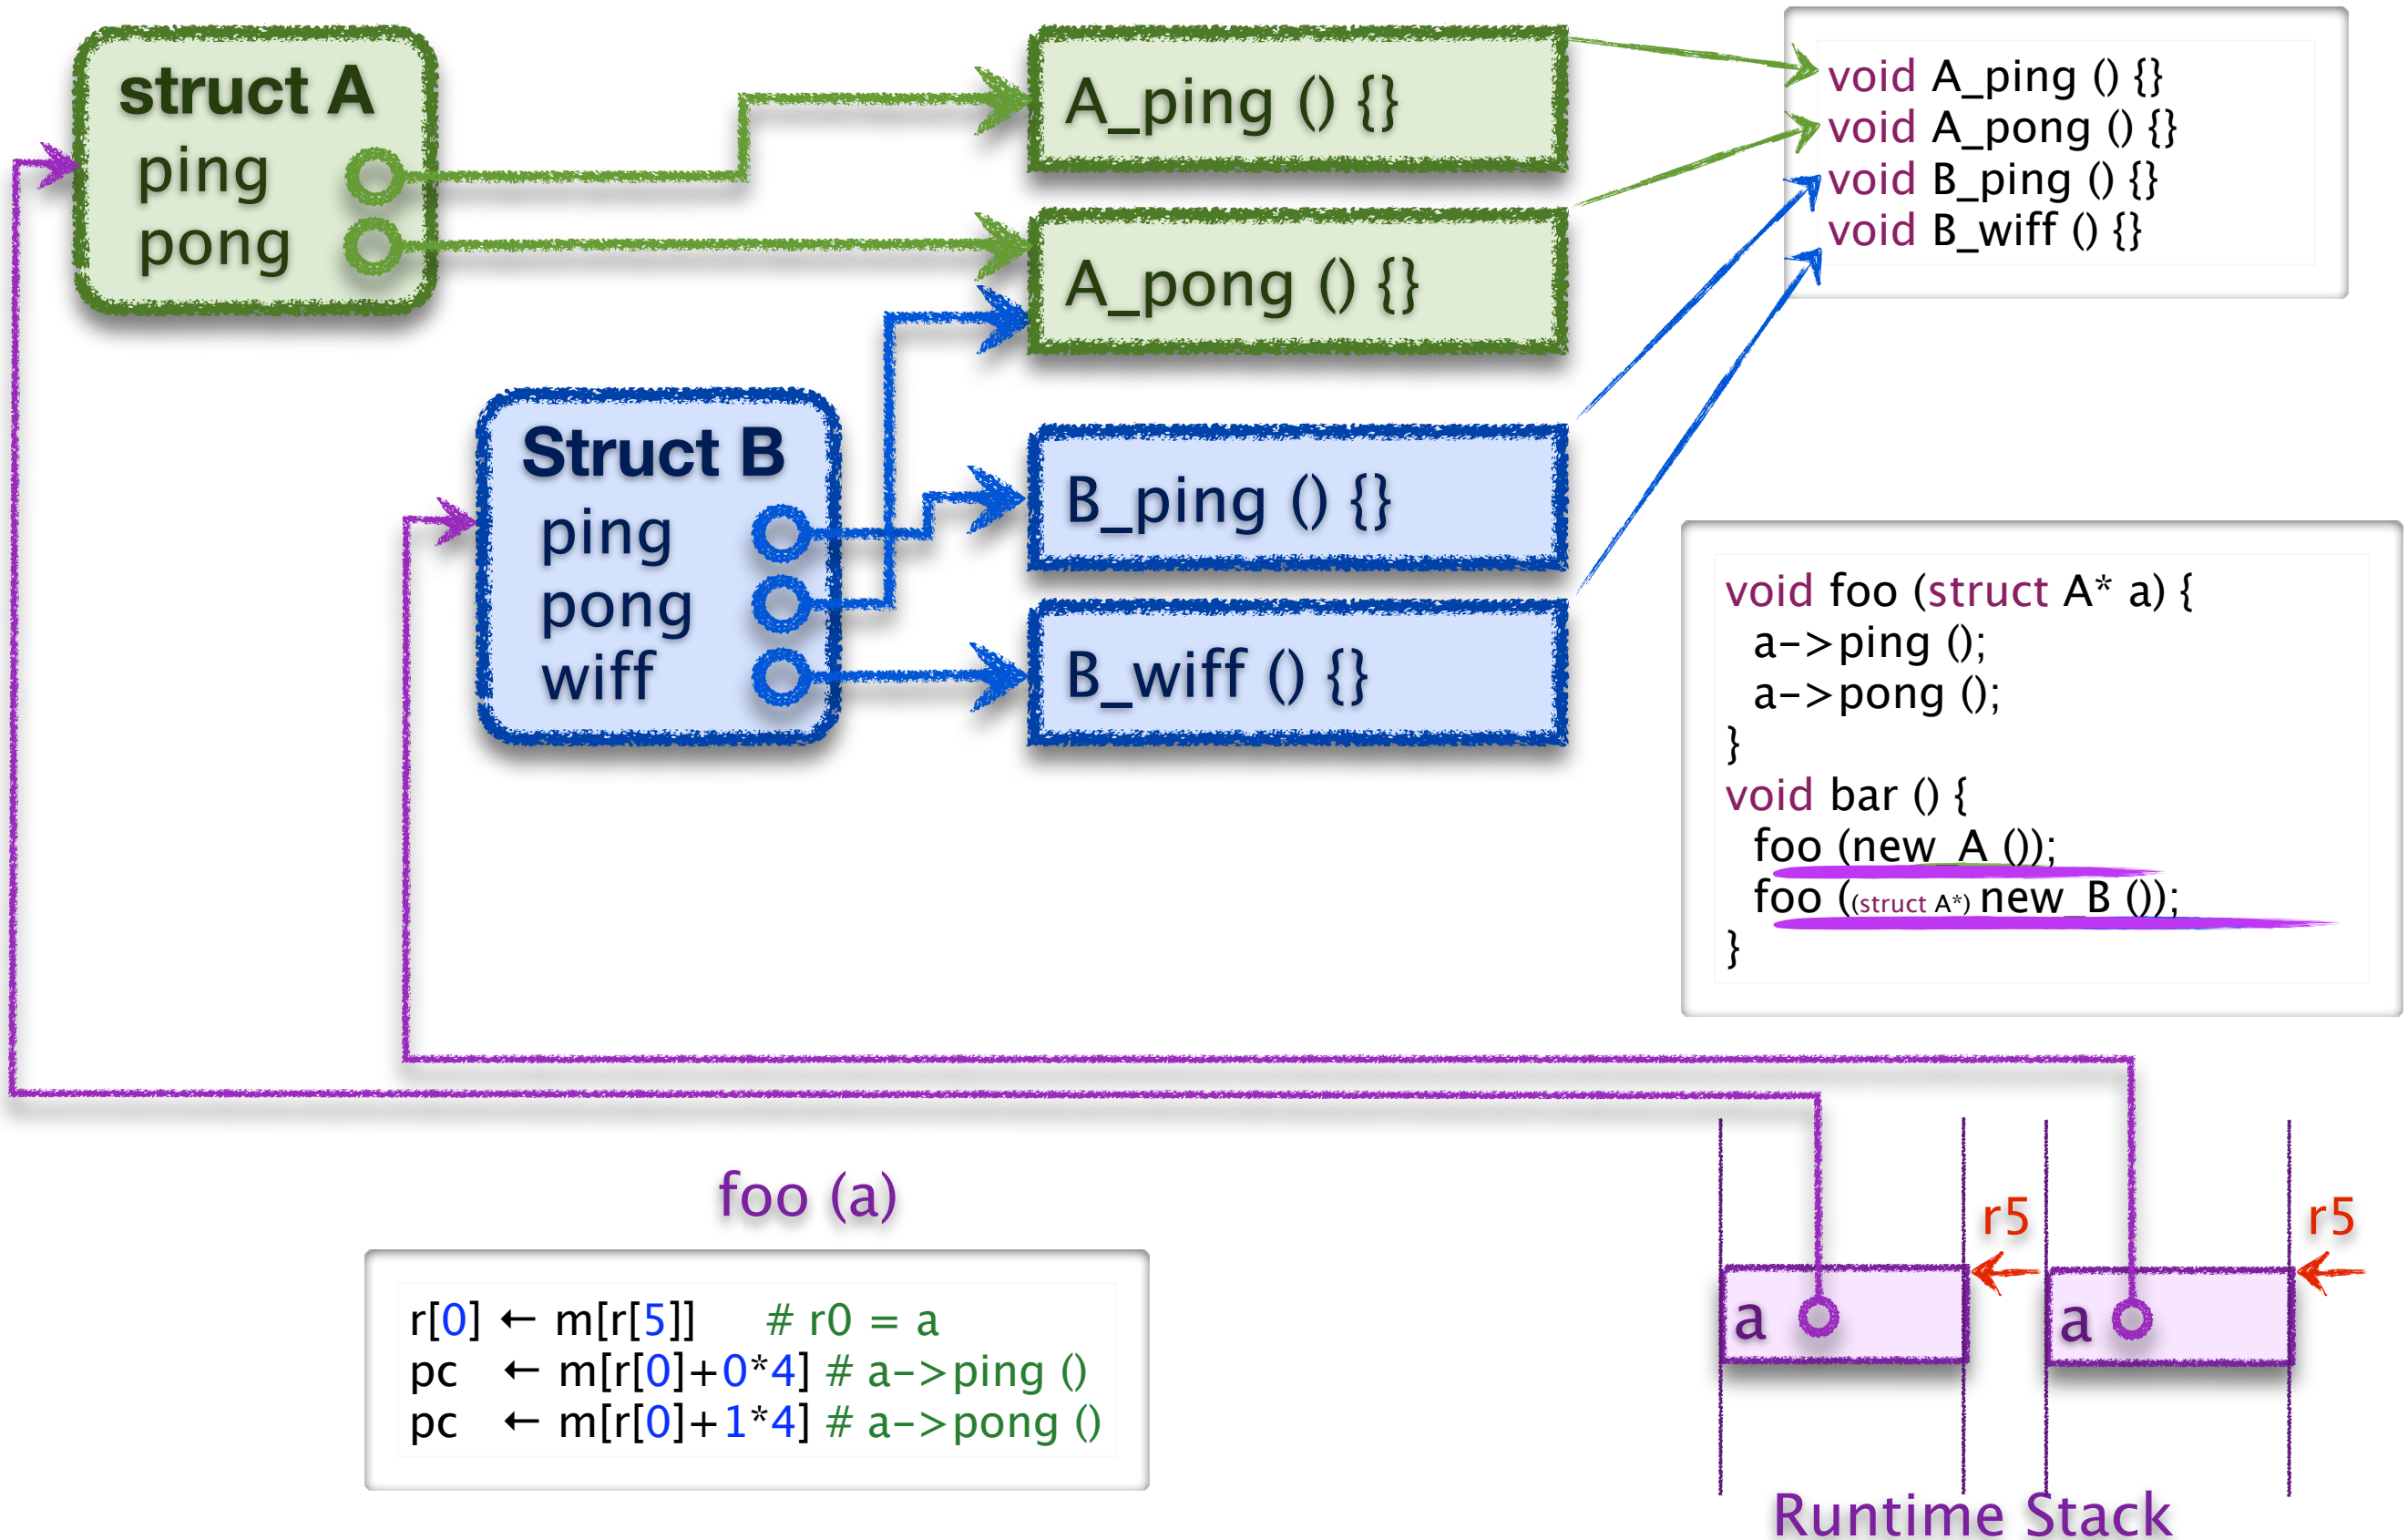 struct A
ping
pong
A_ping () {}
A_pong () {}
void A_ping () {}
void A_pong () {}
void B_ping () {}
void B_wiff () {}
Struct B
ping
pong
wiff
B_ping () {}
B_wiff () {}
void foo (struct A* a) {
a->ping ();
a->pong ();
}
void bar () {
foo (new_A ());
foo ((struct A*) new_B ());
}
foo (a)
r[0] ← m[r[5]] # r0 = a
pc ← m[r[0]+0*4] # a->ping ()
pc ← m[r[0]+1*4] # a->pong ()
r5
r5
a
a
Runtime Stack